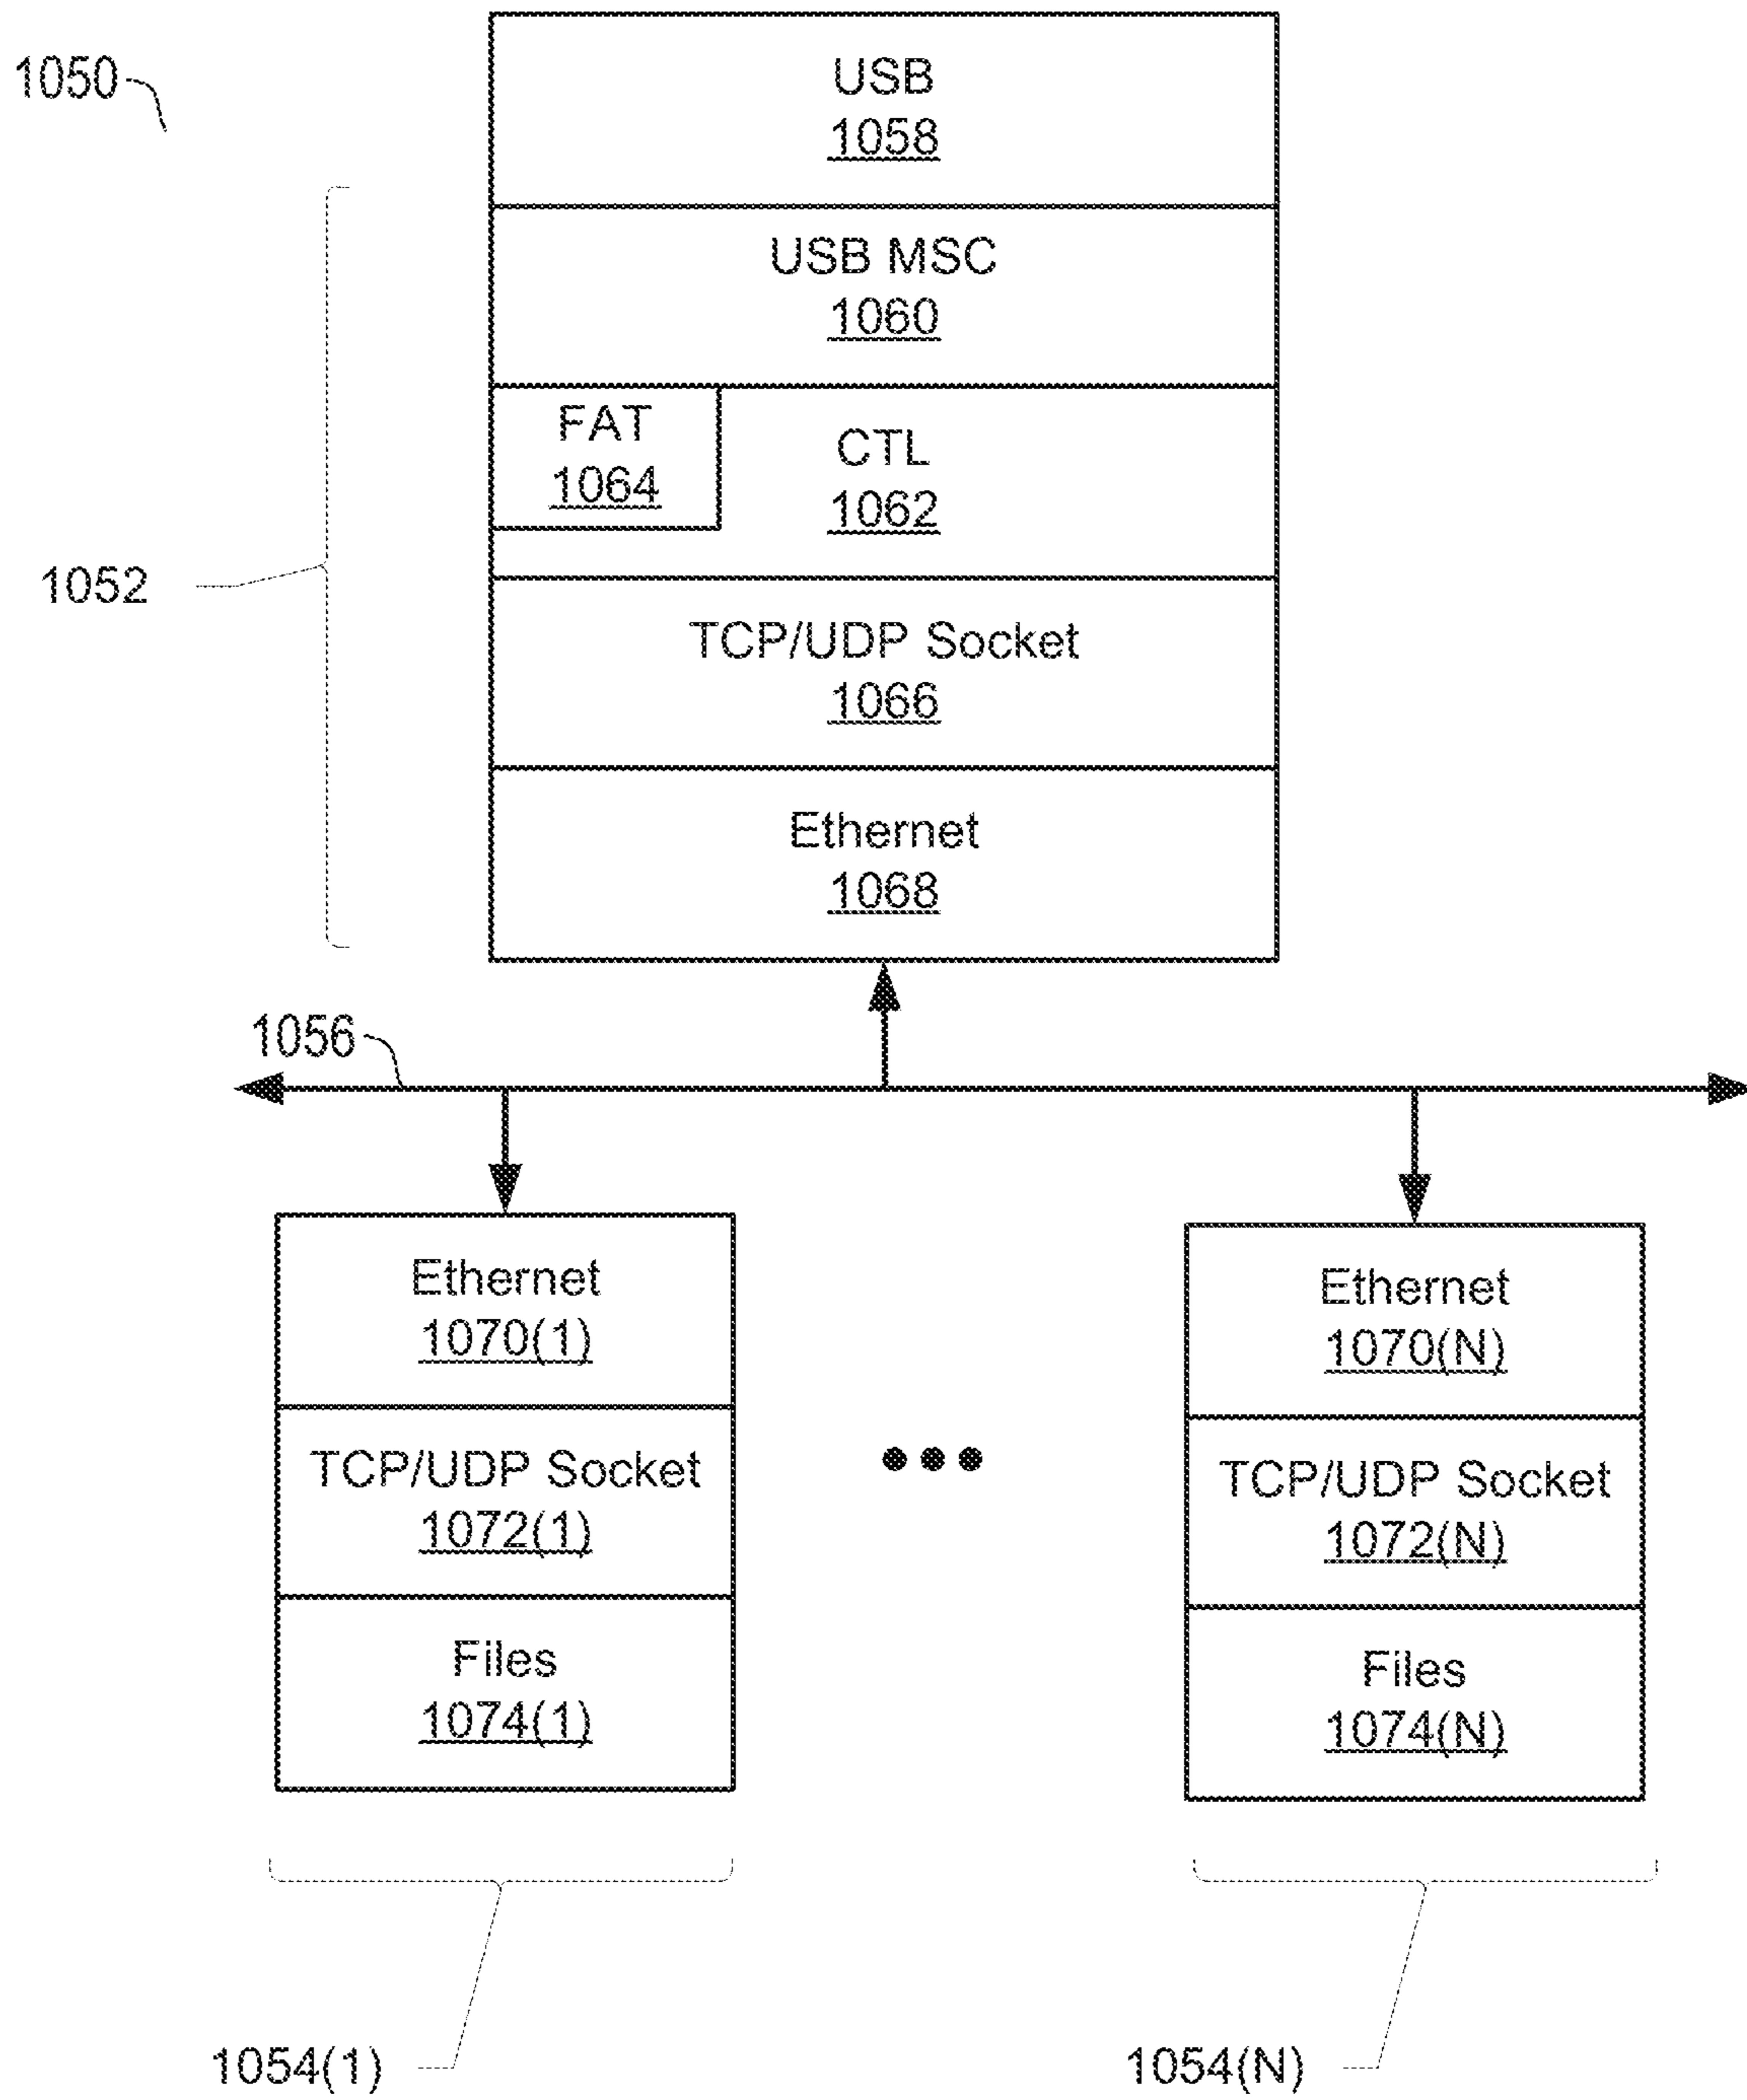 1050
USB
1058
USB MSC
1060
FAT
1064
CTL
1062
1052
TCP/UDP Socket
1066
Ethernet
1068
1056
Ethernet
1070(1)
TCP/UDP Socket
1072(1)
Files
1074(1)
Ethernet
1070(N)
TCP/UDP Socket
1072(N)
Files
1074(N)
1054(1)
1054(N)